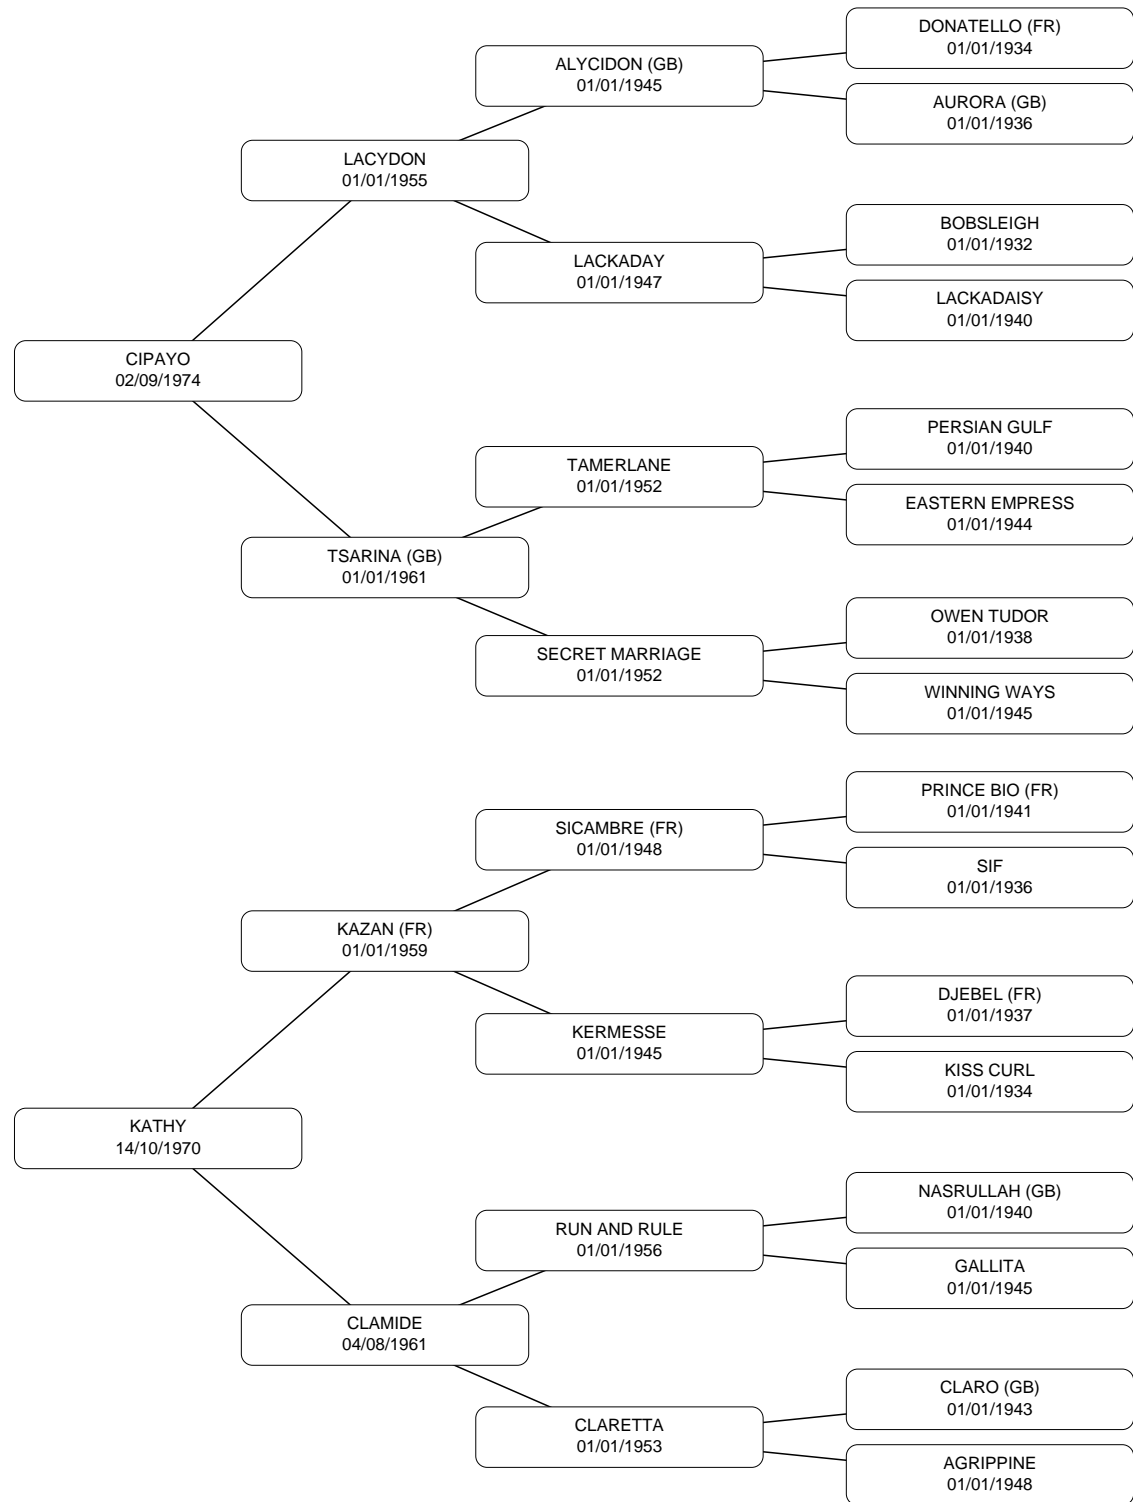 DONATELLO (FR)
01/01/1934
ALYCIDON (GB)
01/01/1945
AURORA (GB)
01/01/1936
LACYDON
01/01/1955
BOBSLEIGH
01/01/1932
LACKADAY
01/01/1947
LACKADAISY
01/01/1940
CIPAYO
02/09/1974
PERSIAN GULF
01/01/1940
TAMERLANE
01/01/1952
EASTERN EMPRESS
01/01/1944
TSARINA (GB)
01/01/1961
OWEN TUDOR
01/01/1938
SECRET MARRIAGE
01/01/1952
WINNING WAYS
01/01/1945
PRINCE BIO (FR)
01/01/1941
SICAMBRE (FR)
01/01/1948
SIF
01/01/1936
KAZAN (FR)
01/01/1959
DJEBEL (FR)
01/01/1937
KERMESSE
01/01/1945
KISS CURL
01/01/1934
KATHY
14/10/1970
NASRULLAH (GB)
01/01/1940
RUN AND RULE
01/01/1956
GALLITA
01/01/1945
CLAMIDE
04/08/1961
CLARO (GB)
01/01/1943
CLARETTA
01/01/1953
AGRIPPINE
01/01/1948